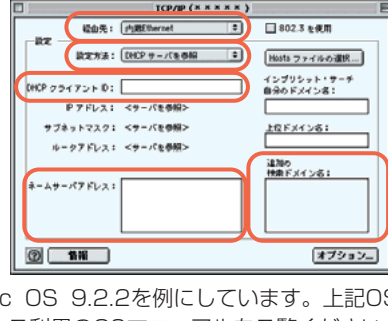 TCP/IP (×××××)
経由先： 内蔵Ethernet
802.3 を使用
設定
設定方法： DHCP サーバを参照
Hosts ファイルの選択...
DHCP クライアント ID：
インプリシット・サーチ
自分のドメイン名：
IP アドレス： <サーバを参照>
サブネットマスク： <サーバを参照>
上位ドメイン名：
ルータアドレス： <サーバを参照>
追加の
検索ドメイン名：
ネームサーバアドレス：
? 情報
オプション...
c OS 9.2.2を例にしています。上記OS